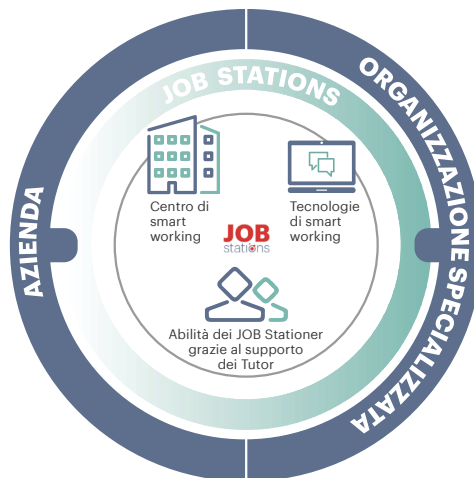 JOB STATIONS
AZIENDA
ORGANIZZAZIONE SPECIALIZZATA
Centro di
smart
working
Tecnologie
di smart
working
JOB
stations
Abilità dei JOB Stationer
grazie al supporto
dei Tutor